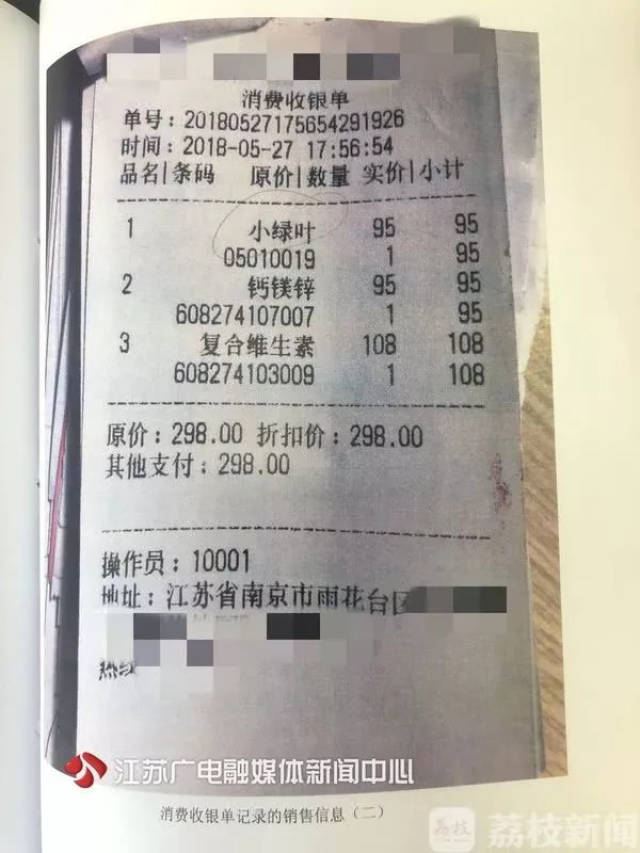 消费收银单
单号：20180527175654291926
时间：2018-05-27 17:56:54
品名|条码 原价|数量 实价|小计
1 小绿叶 95 95
05010019 1 95
2 钙镁锌 95 95
608274107007 1 95
3 复合维生素 108 108
608274103009 1 108
原价：298.00 折扣价：298.00
其他支付：298.00
操作员：10001
地址：江苏省南京市雨花台区
热线
江苏广电融媒体新闻中心
消费收银单记录的销售信息（二）
荔枝 荔枝新闻